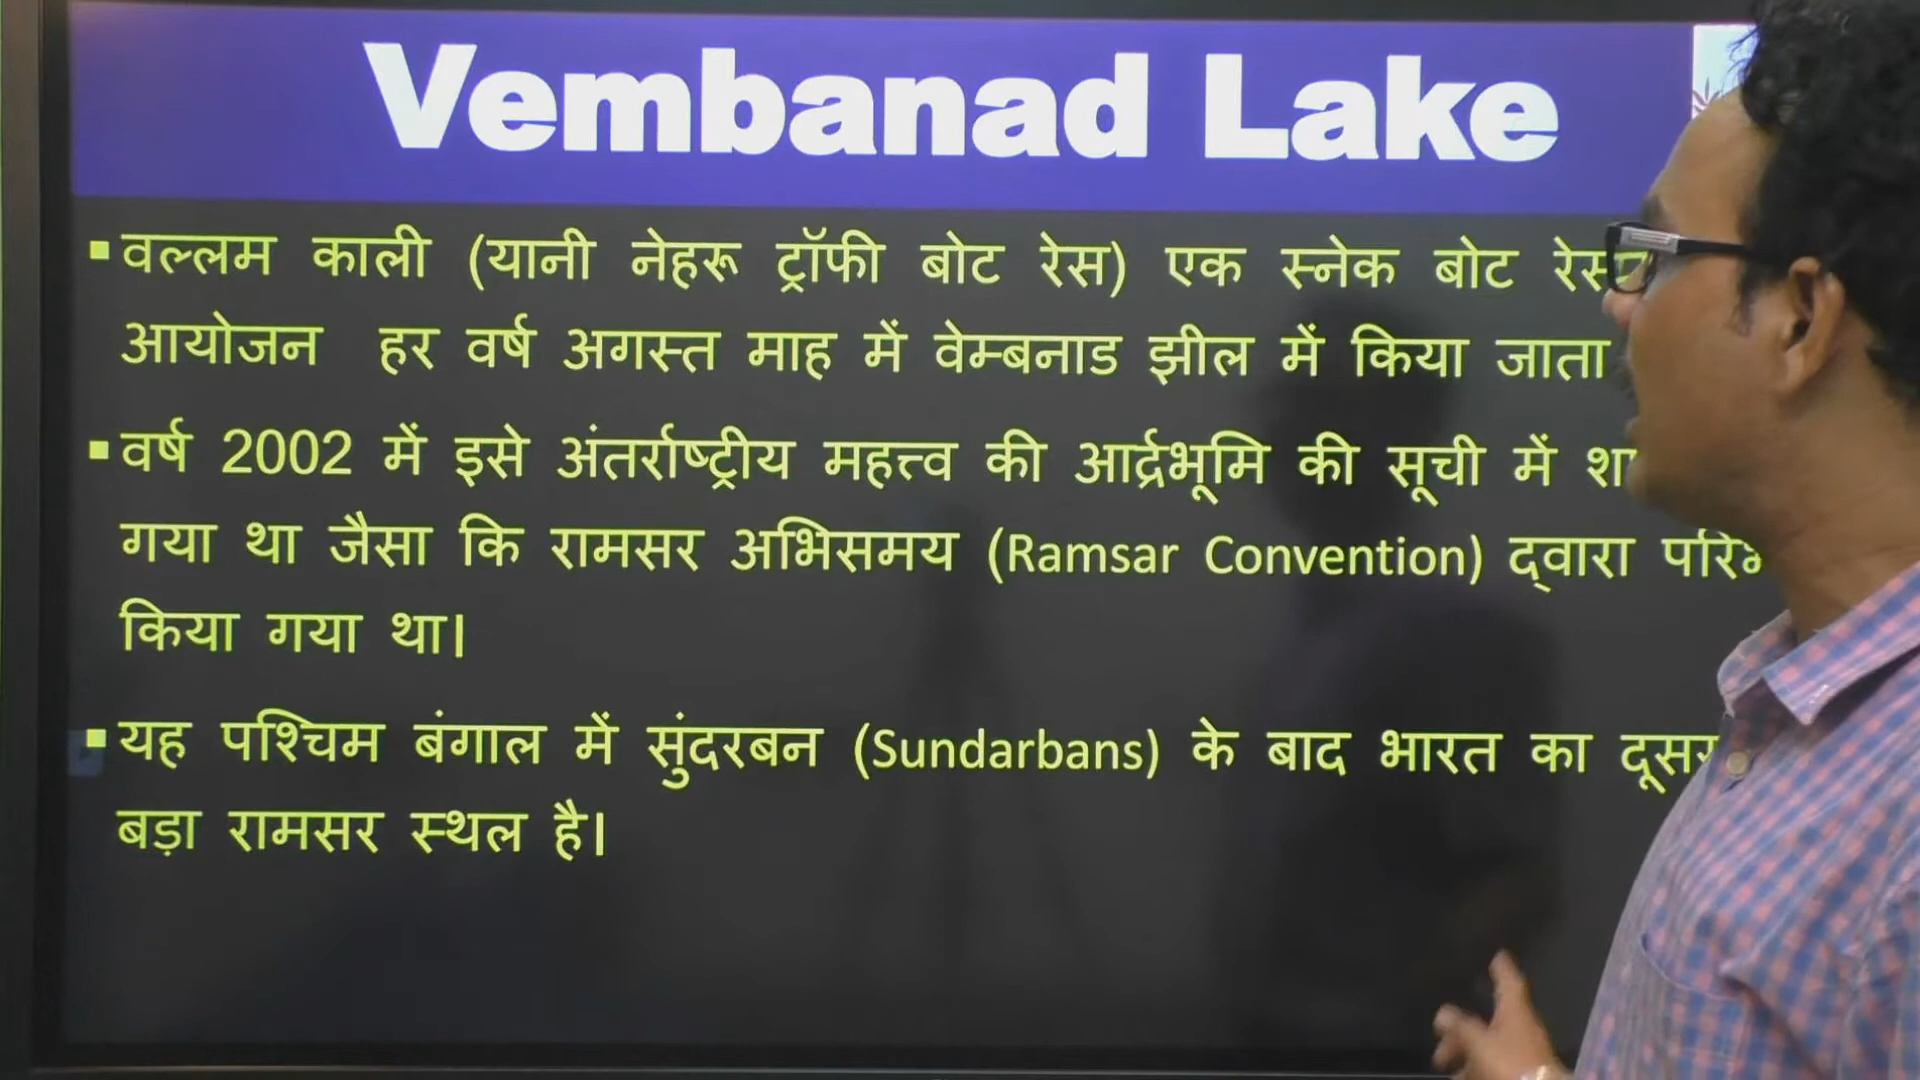 Vembanad Lake
▪ वल्लम काली (यानी नेहरू ट्रॉफी बोट रेस) एक स्नेक बोट रेस
आयोजन हर वर्ष अगस्त माह में वेम्बनाड झील में किया जाता
▪ वर्ष 2002 में इसे अंतर्राष्ट्रीय महत्त्व की आर्द्रभूमि की सूची में
गया था जैसा कि रामसर अभिसमय (Ramsar Convention) द्वारा
किया गया था।
▪ यह पश्चिम बंगाल में सुंदरबन (Sundarbans) के बाद भारत का
बड़ा रामसर स्थल है।